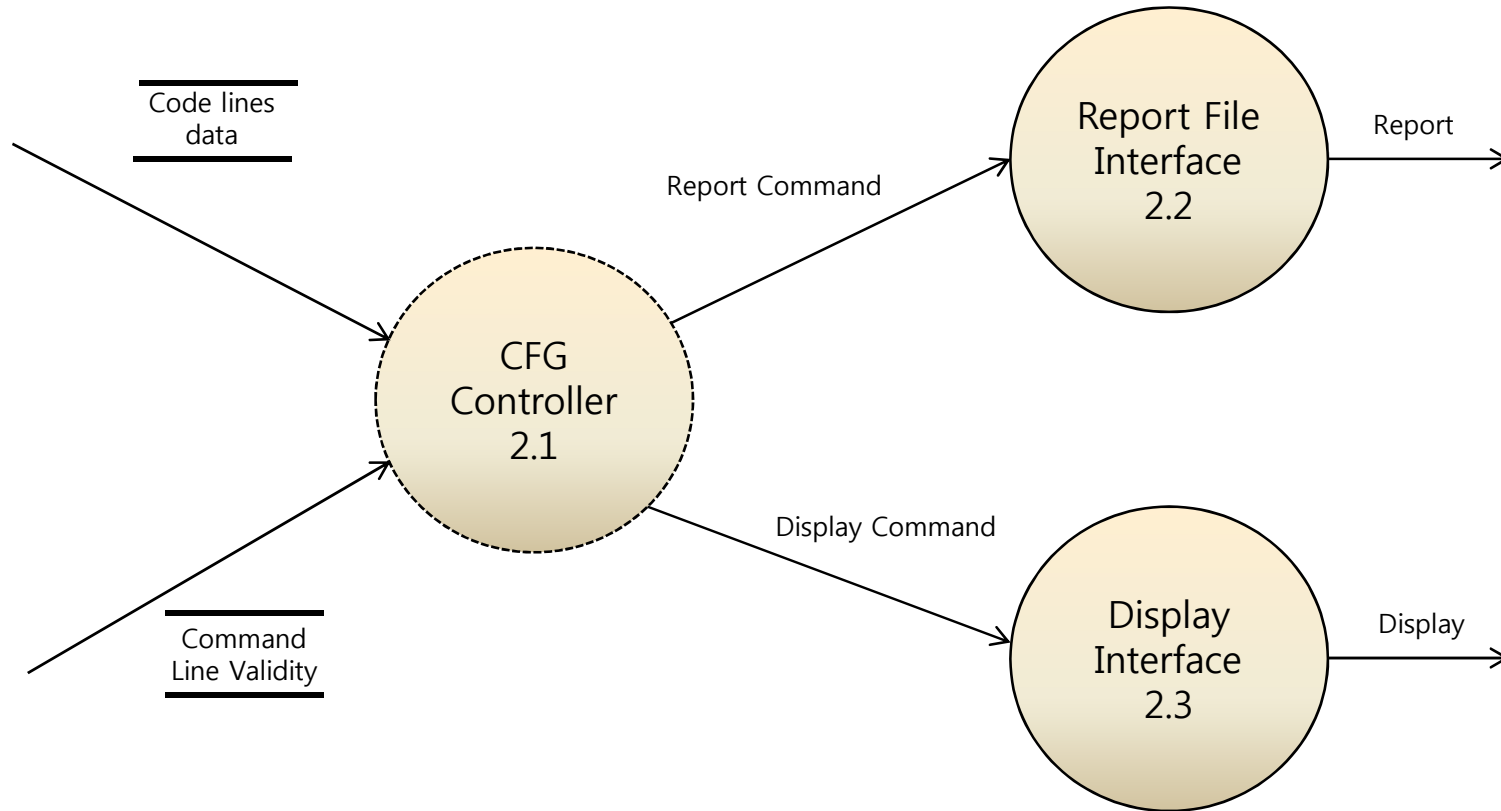 Code lines
data
Report File
Interface
2.2
Report
Report Command
CFG
Controller
2.1
Display Command
Command
Line Validity
Display
Interface
2.3
Display